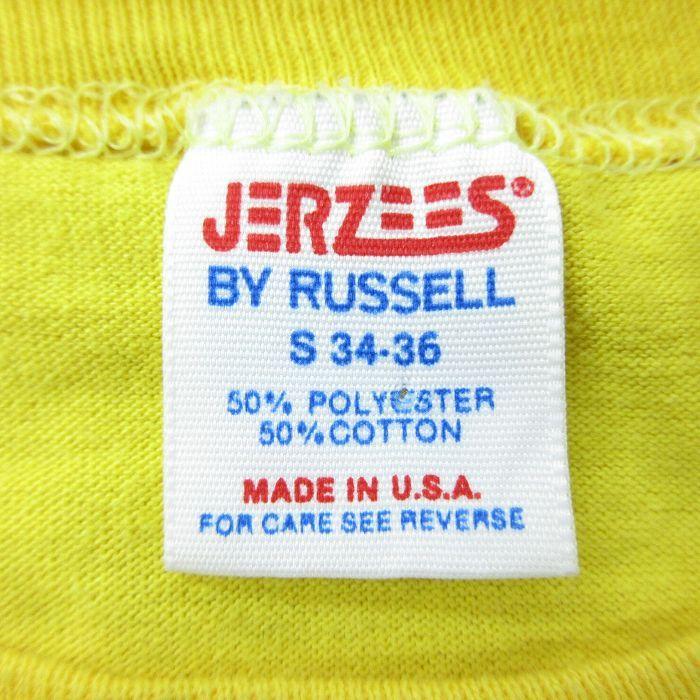 JERZEES®
BY RUSSELL
S 34-36
50% POLYESTER
50% COTTON
MADE IN U.S.A.
FOR CARE SEE REVERSE